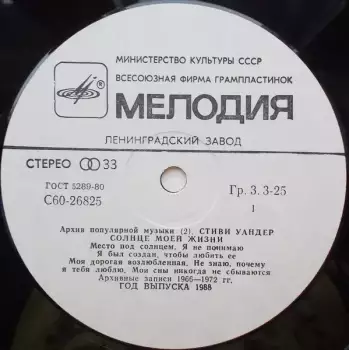 МИНИСТЕРСТВО КУЛЬТУРЫ СССР
ВСЕСОЮЗНАЯ ФИРМА ГРАМПЛАСТИНОК
МЕЛОДИЯ
ЛЕНИНГРАДСКИЙ ЗАВОД
СТЕРЕО 33
ГОСТ 5289-80
С60-26825
Гр. 3. 3-25
1
Архив популярной музыки (2). СТИВИ УАНДЕР
СОЛНЦЕ МОЕЙ ЖИЗНИ
Место под солнцем. Я не понимаю
Я был создан, чтобы любить ее
Моя дорогая возлюбленная. Не знаю, почему
я тебя люблю. Мои сны никогда не сбываются
Архивные записи 1966—1972 гг.
ГОД ВЫПУСКА 1988